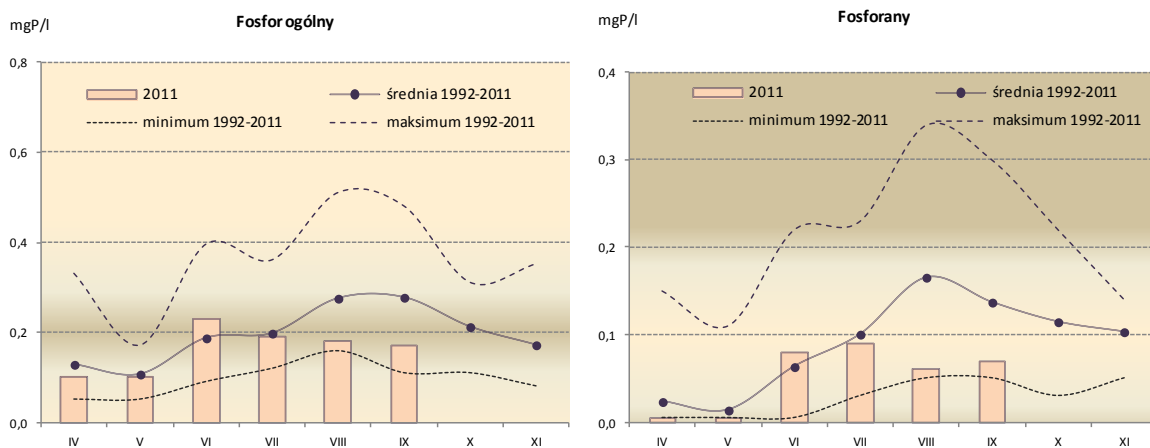 mgP/l
Fosfor ogólny
0,8
2011
średnia 1992-2011
minimum 1992-2011
maksimum 1992-2011
0,6
0,4
0,2
0,0
IV V VI VII VIII IX X XI
mgP/l
Fosforany
0,4
2011
średnia 1992-2011
minimum 1992-2011
maksimum 1992-2011
0,3
0,2
0,1
0,0
IV V VI VII VIII IX X XI